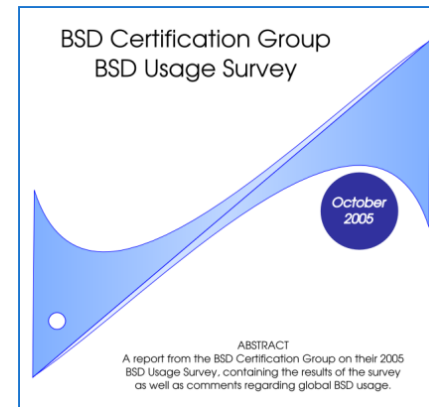 BSD Certification Group
BSD Usage Survey
October
2005
ABSTRACT
A report from the BSD Certification Group on their 2005
BSD Usage Survey, containing the results of the survey
as well as comments regarding global BSD usage.